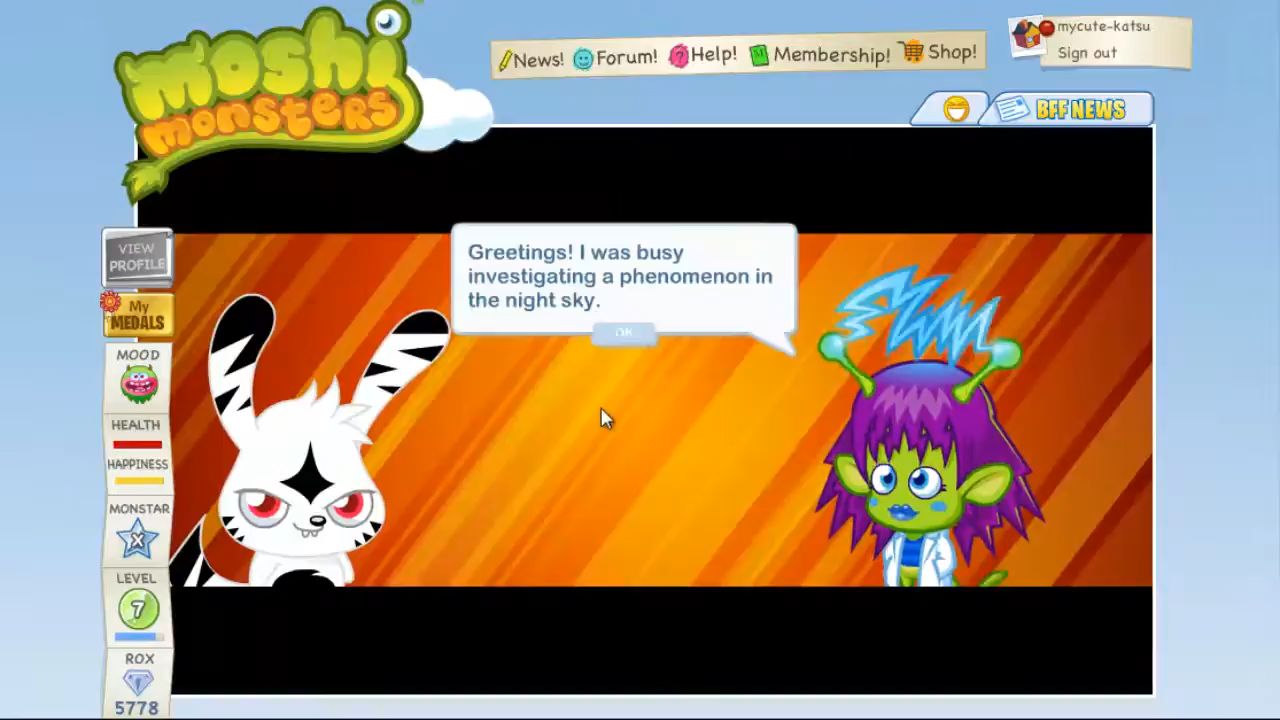 moshi
monsters
News! Forum! Help! Membership! Shop!
mycute-katsu
Sign out
BFF NEWS
VIEW
PROFILE
My
MEDALS
MOOD
HEALTH
HAPPINESS
MONSTAR
X
LEVEL
7
ROX
5778
Greetings! I was busy
investigating a phenomenon in
the night sky.
OK